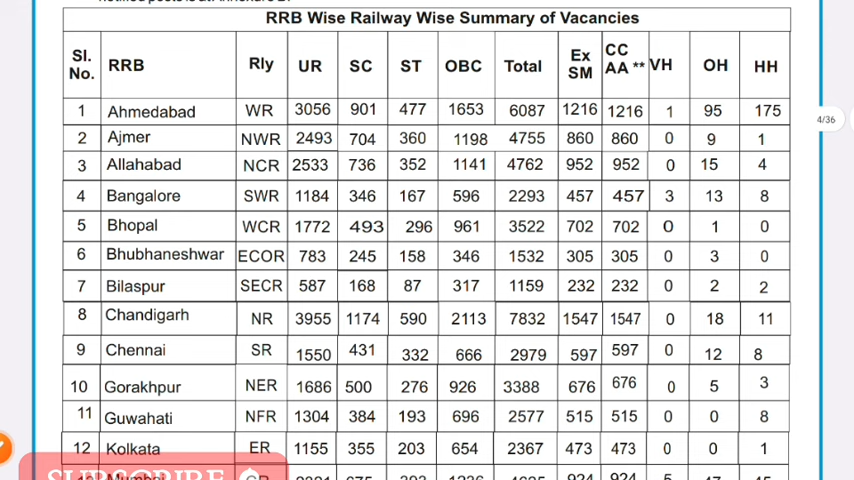 RRB Wise Railway Wise Summary of Vacancies
Sl. No. RRB Rly UR SC ST OBC Total Ex SM CC AA ** VH OH HH
1 Ahmedabad WR 3056 901 477 1653 6087 1216 1216 1 95 175
2 Ajmer NWR 2493 704 360 1198 4755 860 860 0 9 1
3 Allahabad NCR 2533 736 352 1141 4762 952 952 0 15 4
4 Bangalore SWR 1184 346 167 596 2293 457 457 3 13 8
5 Bhopal WCR 1772 493 296 961 3522 702 702 0 1 0
6 Bhubhaneshwar ECOR 783 245 158 346 1532 305 305 0 3 0
7 Bilaspur SECR 587 168 87 317 1159 232 232 0 2 2
8 Chandigarh NR 3955 1174 590 2113 7832 1547 1547 0 18 11
9 Chennai SR 1550 431 332 666 2979 597 597 0 12 8
10 Gorakhpur NER 1686 500 276 926 3388 676 676 0 5 3
11 Guwahati NFR 1304 384 193 696 2577 515 515 0 0 8
12 Kolkata ER 1155 355 203 654 2367 473 473 0 0 1
4/36
SUBSCRIBE